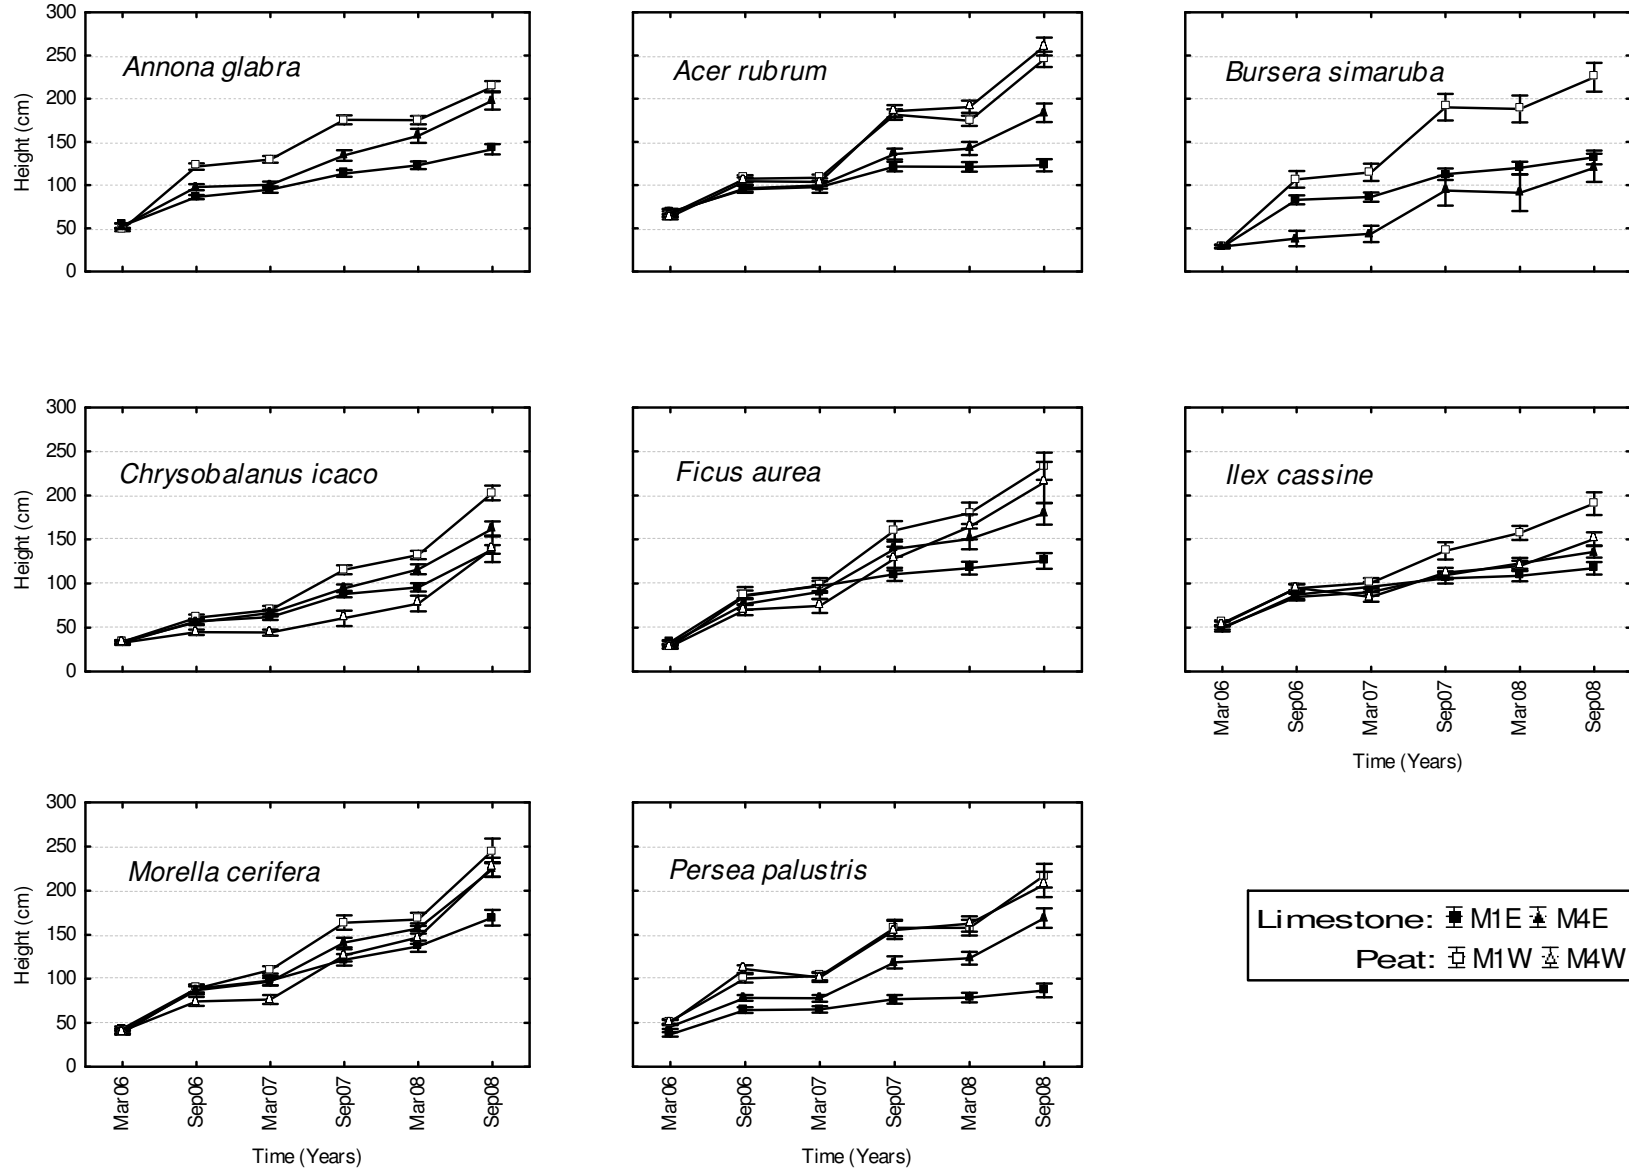 300
250
200
150
100
50
0
Height (cm)
Annona glabra
Acer rubrum
Bursera simaruba
300
250
200
150
100
50
0
Height (cm)
Chrysobalanus icaco
Ficus aurea
Ilex cassine
Mar06
Sep06
Mar07
Sep07
Mar08
Sep08
Time (Years)
300
250
200
150
100
50
0
Height (cm)
Morella cerifera
Persea palustris
Mar06
Sep06
Mar07
Sep07
Mar08
Sep08
Time (Years)
Mar06
Sep06
Mar07
Sep07
Mar08
Sep08
Time (Years)
Limestone: M1E M4E
Peat: M1W M4W